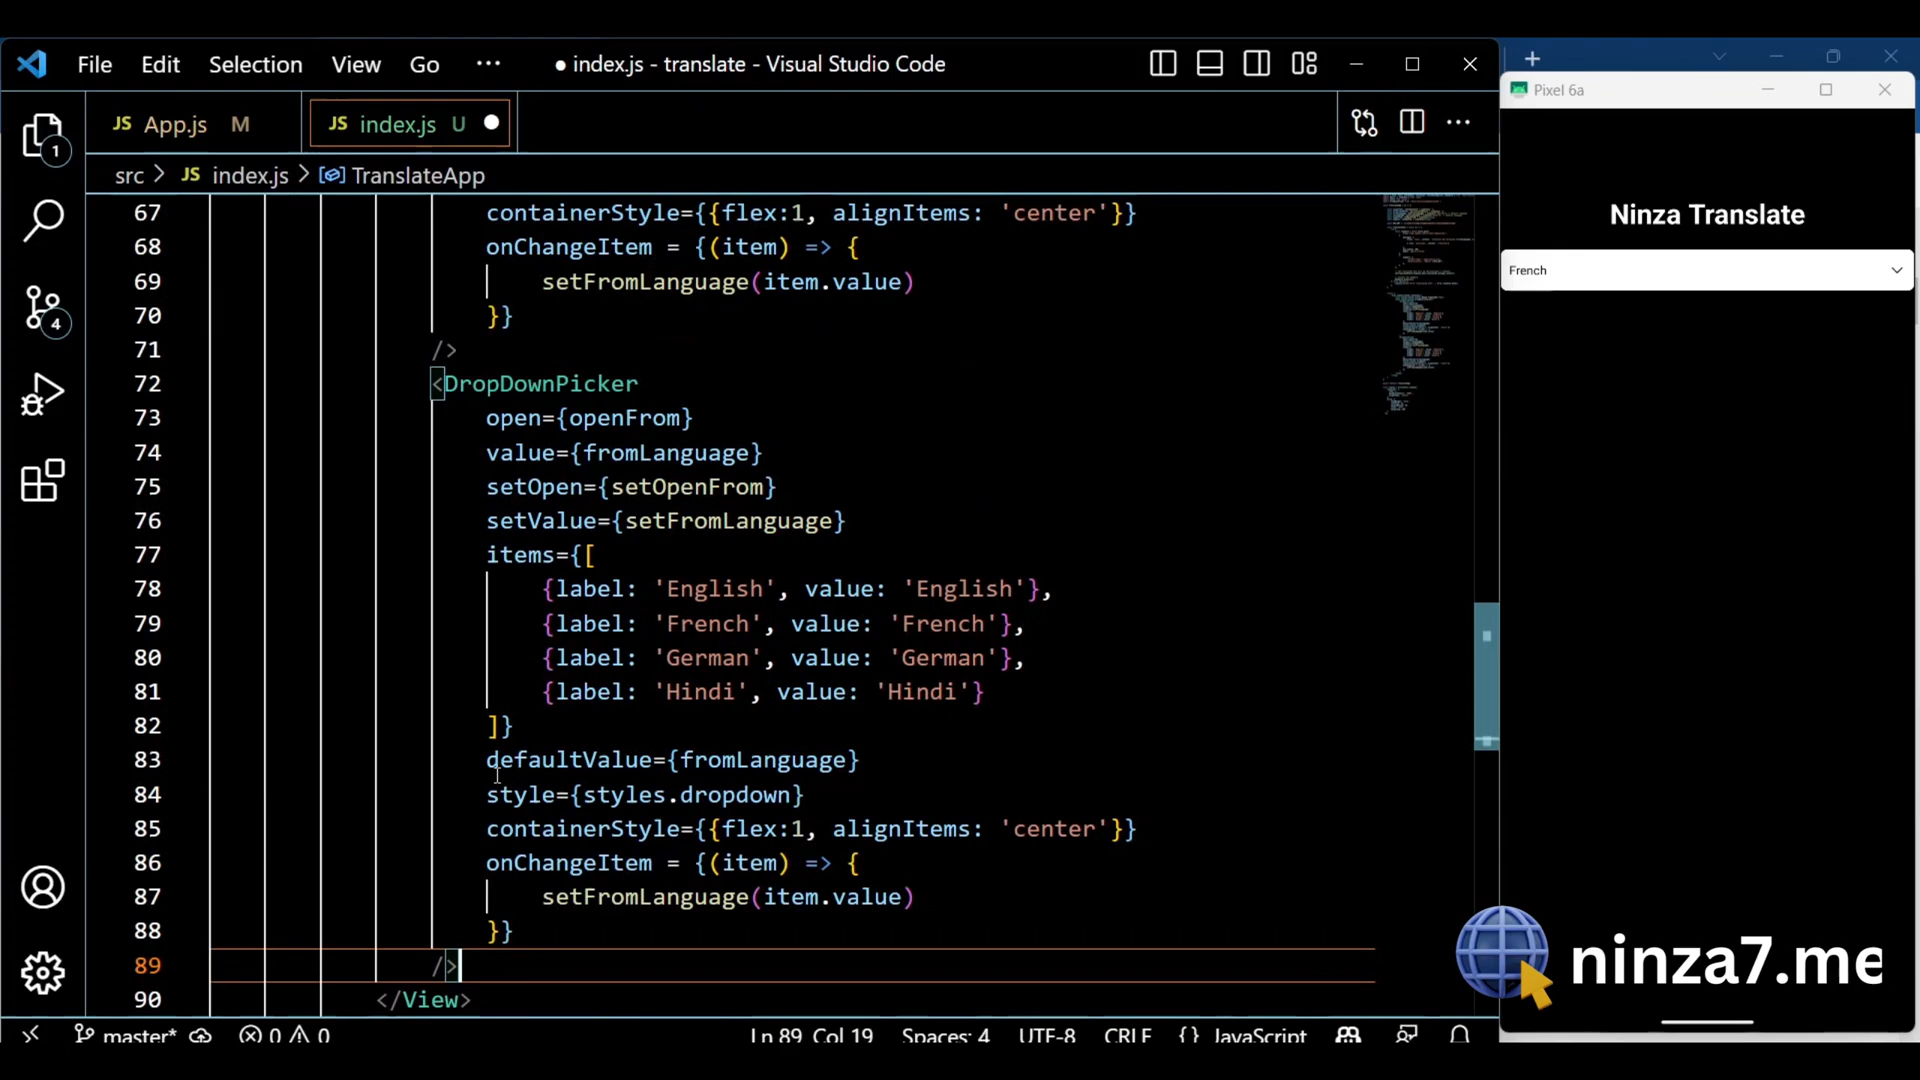 File Edit Selection View Go ··· ● index.js - translate - Visual Studio Code
JS App.js M JS index.js U
src > JS index.js > TranslateApp
67 containerStyle={{flex:1, alignItems: 'center'}}
68 onChangeItem = {(item) => {
69 setFromLanguage(item.value)
70 }}
71 />
72 <DropDownPicker
73 open={openFrom}
74 value={fromLanguage}
75 setOpen={setOpenFrom}
76 setValue={setFromLanguage}
77 items={[
78 {label: 'English', value: 'English'},
79 {label: 'French', value: 'French'},
80 {label: 'German', value: 'German'},
81 {label: 'Hindi', value: 'Hindi'}
82 ]}
83 defaultValue={fromLanguage}
84 style={styles.dropdown}
85 containerStyle={{flex:1, alignItems: 'center'}}
86 onChangeItem = {(item) => {
87 setFromLanguage(item.value)
88 }}
89 />
90 </View>
1
4
master* 0 0 Ln 89, Col 19 Spaces: 4 UTF-8 CRLF {} JavaScript
Pixel 6a
Ninza Translate
French
ninza7.me